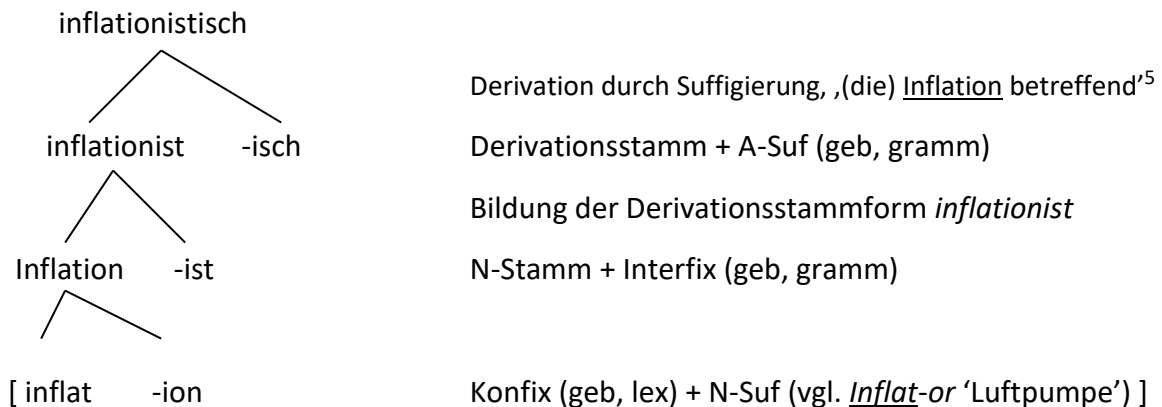 inflationistisch
Derivation durch Suffigierung, ‚(die) Inflation betreffend’5
inflationist -isch Derivationsstamm + A-Suf (geb, gramm)
Bildung der Derivationsstammform inflationist
Inflation -ist N-Stamm + Interfix (geb, gramm)
[ inflat -ion Konfix (geb, lex) + N-Suf (vgl. Inflat-or ‘Luftpumpe’) ]